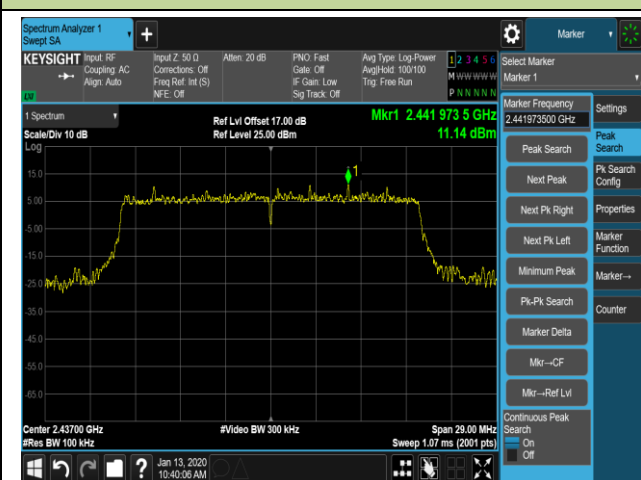 Spectrum Analyzer 1
Swept SA
Marker
KEYSIGHT
Input: RF
Coupling: AC
Align: Auto
Input Z: 50 Ω
Corrections: Off
Freq Ref: Int (S)
NFE: Off
Atten: 20 dB
PNO: Fast
Gate: Off
IF Gain: Low
Sig Track: Off
Avg Type: Log-Power
Avg|Hold: 100/100
Trig: Free Run
1 2 3 4 5 6
M W W W W W
P N N N N N
Select Marker
Marker 1
1 Spectrum
Scale/Div 10 dB
Log
Ref Lvl Offset 17.00 dB
Ref Level 25.00 dBm
Mkr1 2.441 973 5 GHz
11.14 dBm
15.0
5.00
-5.00
-15.0
-25.0
-35.0
-45.0
-55.0
-65.0
1
Center 2.43700 GHz
#Res BW 100 kHz
#Video BW 300 kHz
Span 29.00 MHz
Sweep 1.07 ms (2001 pts)
Marker Frequency
2.441973500 GHz
Peak Search
Next Peak
Next Pk Right
Next Pk Left
Minimum Peak
Pk-Pk Search
Marker Delta
Mkr→CF
Mkr→Ref Lvl
Continuous Peak
Search
On
Off
Settings
Peak
Search
Pk Search
Config
Properties
Marker
Function
Marker→
Counter
Jan 13, 2020
10:40:06 AM